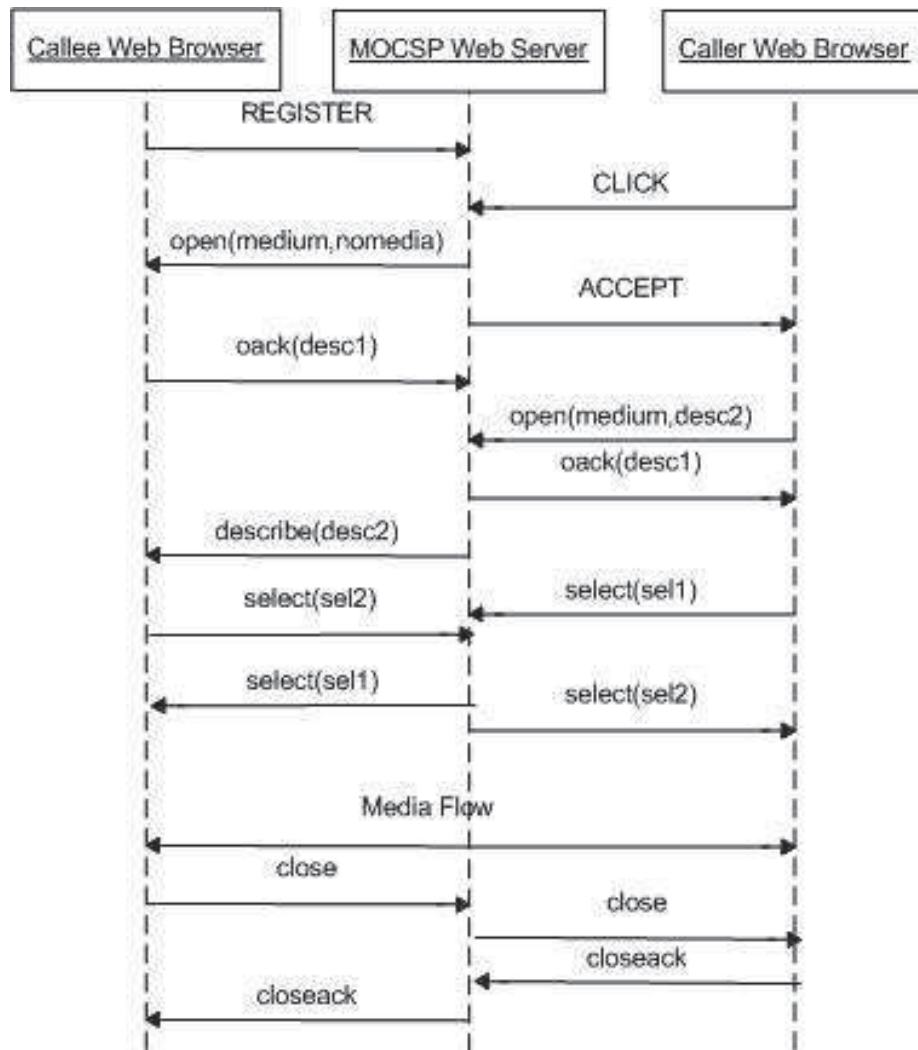 Callee Web Browser
MOCSP Web Server
Caller Web Browser
REGISTER
CLICK
open(medium,nomedia)
ACCEPT
oack(desc1)
open(medium,desc2)
oack(desc1)
describe(desc2)
select(sel1)
select(sel2)
select(sel1)
select(sel2)
Media Flow
close
close
closeack
closeack